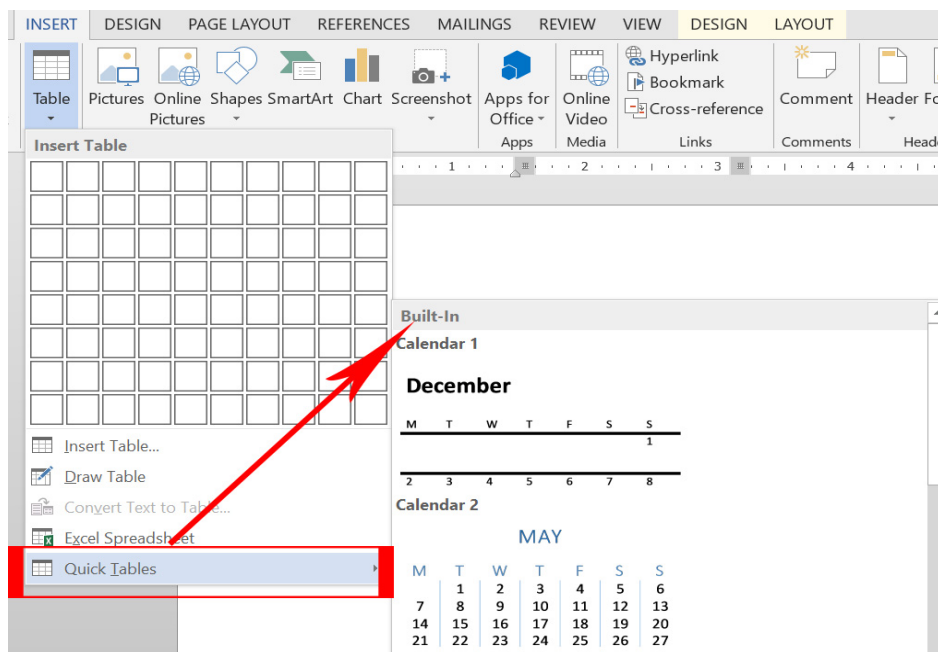 INSERT DESIGN PAGE LAYOUT REFERENCES MAILINGS REVIEW VIEW DESIGN LAYOUT
Table Pictures Online Pictures Shapes SmartArt Chart Screenshot Apps for Office Online Video Hyperlink Bookmark Cross-reference Comment Header
Apps Media Links Comments
Insert Table
1 2 3 4
Built-In
Calendar 1
December
M T W T F S S
1
2 3 4 5 6 7 8
Insert Table...
Draw Table
Convert Text to Table...
Excel Spreadsheet
Quick Tables
Calendar 2
MAY
M T W T F S S
1 2 3 4 5 6
7 8 9 10 11 12 13
14 15 16 17 18 19 20
21 22 23 24 25 26 27